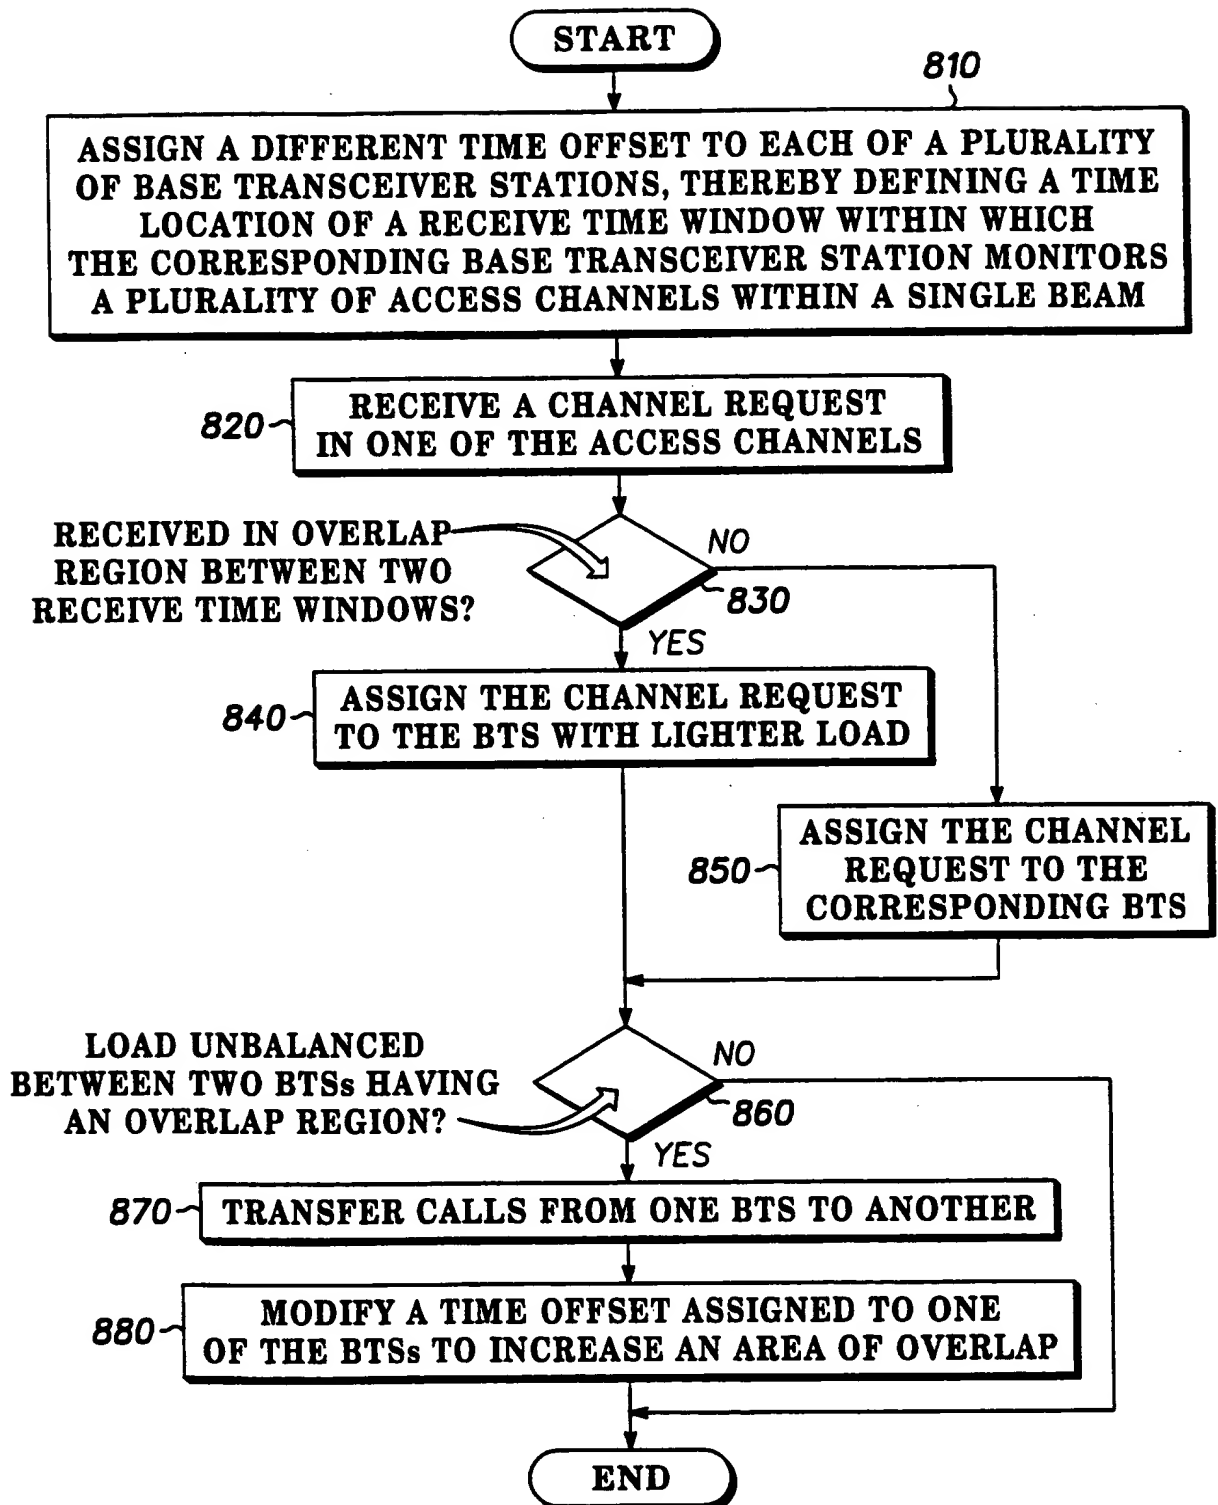 START
810
ASSIGN A DIFFERENT TIME OFFSET TO EACH OF A PLURALITY
OF BASE TRANSCEIVER STATIONS, THEREBY DEFINING A TIME
LOCATION OF A RECEIVE TIME WINDOW WITHIN WHICH
THE CORRESPONDING BASE TRANSCEIVER STATION MONITORS
A PLURALITY OF ACCESS CHANNELS WITHIN A SINGLE BEAM
820
RECEIVE A CHANNEL REQUEST
IN ONE OF THE ACCESS CHANNELS
RECEIVED IN OVERLAP
REGION BETWEEN TWO
RECEIVE TIME WINDOWS?
NO
830
YES
840
ASSIGN THE CHANNEL REQUEST
TO THE BTS WITH LIGHTER LOAD
850
ASSIGN THE CHANNEL
REQUEST TO THE
CORRESPONDING BTS
LOAD UNBALANCED
BETWEEN TWO BTSs HAVING
AN OVERLAP REGION?
NO
860
YES
870
TRANSFER CALLS FROM ONE BTS TO ANOTHER
880
MODIFY A TIME OFFSET ASSIGNED TO ONE
OF THE BTSs TO INCREASE AN AREA OF OVERLAP
END